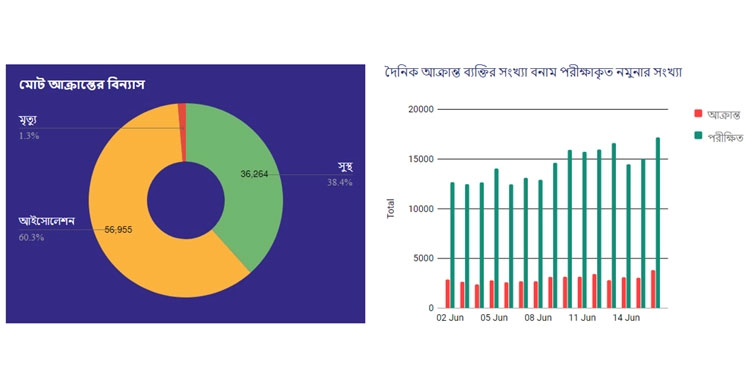 মোট আক্রান্তের বিন্যাস
মৃত্যু
1.3%
36,264
সুস্থ
38.4%
আইসোলেশন
60.3%
56,955
দৈনিক আক্রান্ত ব্যক্তির সংখ্যা বনাম পরীক্ষাকৃত নমুনার সংখ্যা
20000
15000
10000
5000
0
Total
02 Jun 05 Jun 08 Jun 11 Jun 14 Jun
আক্রান্ত
পরীক্ষিত